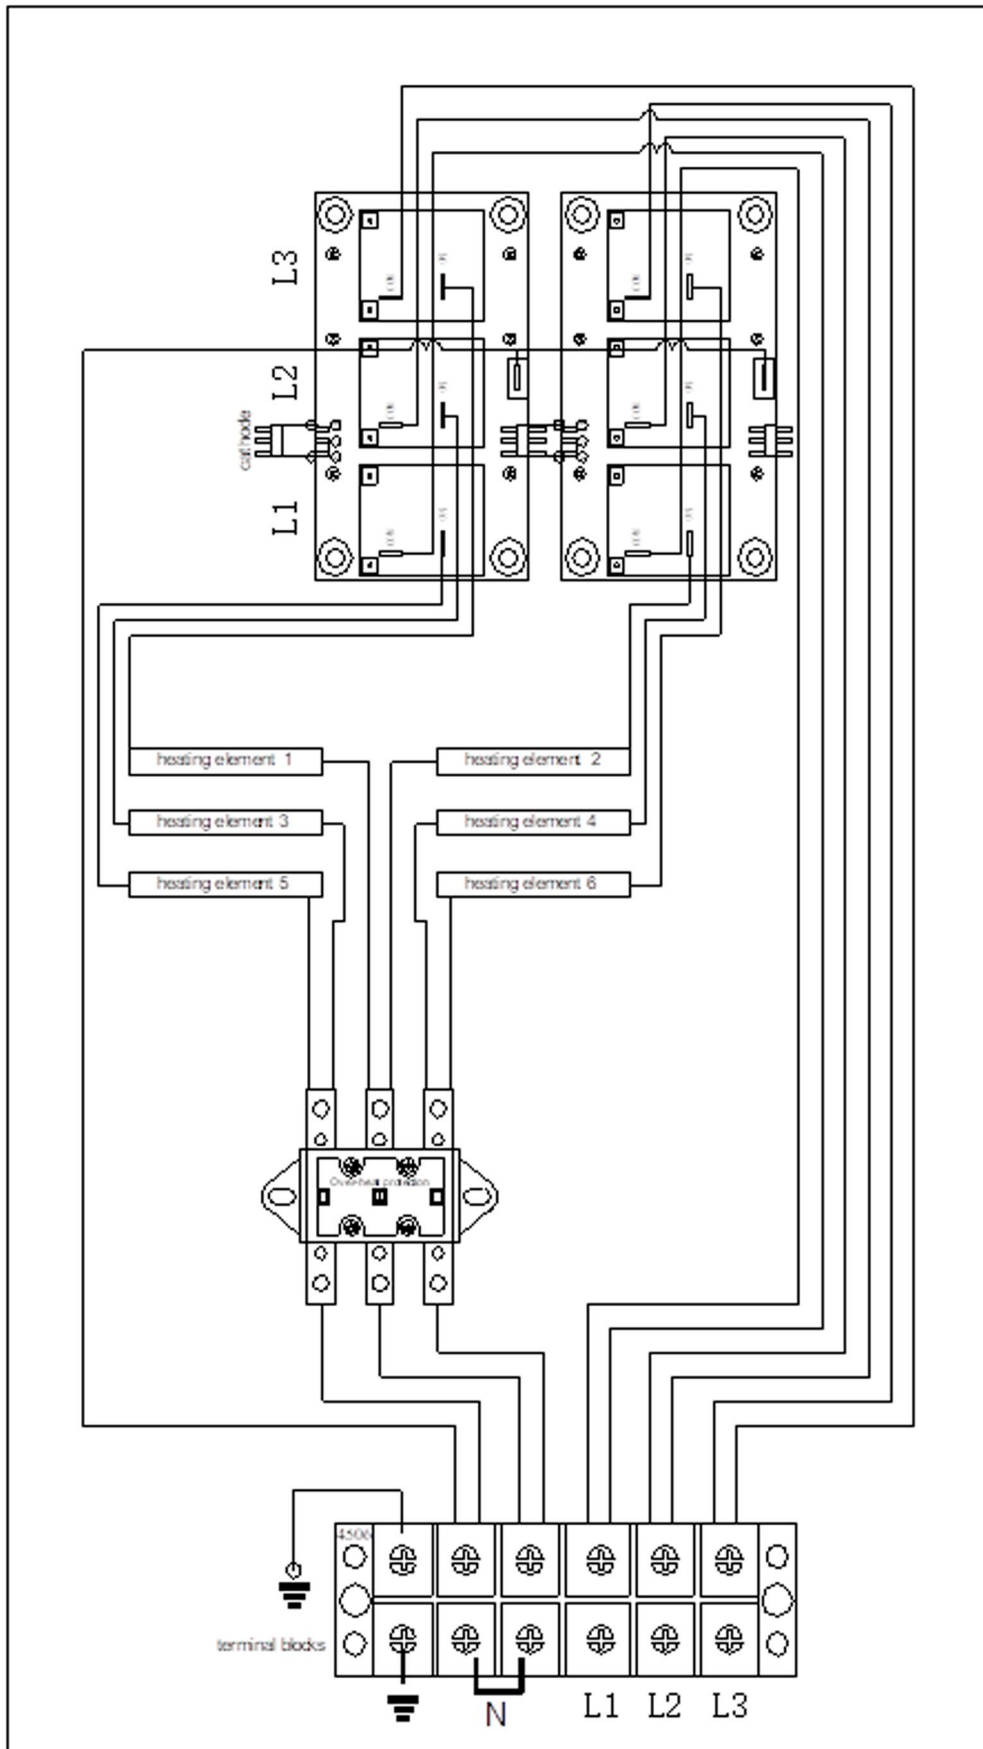 L3
L2
cathode
L1
heating element 1
heating element 2
heating element 3
heating element 4
heating element 5
heating element 6
Over-heat protection
4506
terminal blocks
N
L1
L2
L3